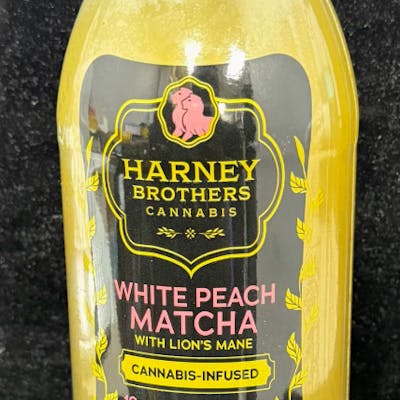 HARNEY
BROTHERS
CANNABIS
WHITE PEACH
MATCHA
WITH LION'S MANE
CANNABIS-INFUSED